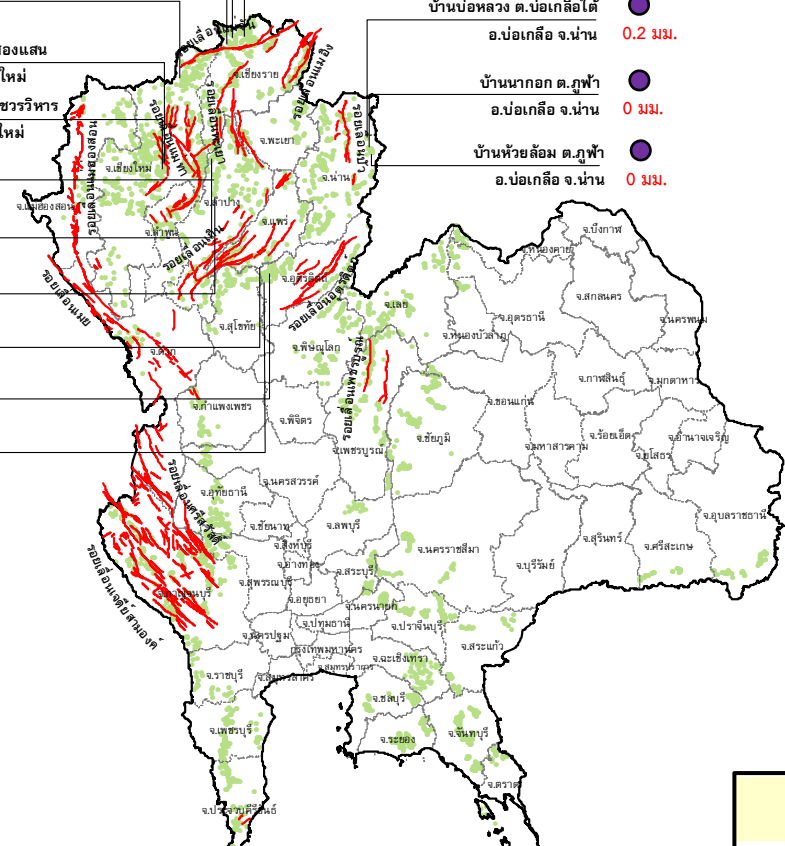 บ้านบ่อหลวง ต.บ่อเกลือใต้
อ.บ่อเกลือ จ.น่าน 0.2 มม.
บ้านนากอก ต.ภูฟ้า
อ.บ่อเกลือ จ.น่าน 0 มม.
บ้านห้วยล้อม ต.ภูฟ้า
อ.บ่อเกลือ จ.น่าน 0 มม.
รอยเลื่อนแม่จัน
รอยเลื่อนแม่อิง
จ.เชียงราย
รอยเลื่อนแม่ฮ่องสอน
รอยเลื่อนแม่ทา
รอยเลื่อนพะเยา
รอยเลื่อนปัว
จ.พะเยา
จ.เชียงใหม่
จ.น่าน
จ.แม่ฮ่องสอน
จ.ลำปาง
จ.แพร่
จ.ลำพูน
รอยเลื่อนเถิน
จ.บึงกาฬ
จ.หนองคาย
รอยเลื่อนเมย
จ.อุตรดิตถ์
รอยเลื่อนอุตรดิตถ์
จ.เลย
จ.อุดรธานี
จ.สกลนคร
จ.นครพนม
จ.สุโขทัย
จ.หนองบัวลำภู
จ.ตาก
จ.พิษณุโลก
รอยเลื่อนเพชรบูรณ์
จ.กาฬสินธุ์
จ.มุกดาหาร
จ.กำแพงเพชร
จ.พิจิตร
จ.ขอนแก่น
จ.เพชรบูรณ์
จ.ชัยภูมิ
จ.มหาสารคาม
จ.ร้อยเอ็ด
จ.ยโสธร
จ.อำนาจเจริญ
รอยเลื่อนศรีสวัสดิ์
จ.อุทัยธานี
จ.นครสวรรค์
จ.ชัยนาท
จ.ลพบุรี
จ.อุบลราชธานี
จ.สิงห์บุรี
จ.นครราชสีมา
จ.สุรินทร์
จ.ศรีสะเกษ
จ.อ่างทอง
จ.สระบุรี
จ.บุรีรัมย์
รอยเลื่อนเจดีย์สามองค์
จ.กาญจนบุรี
จ.สุพรรณบุรี
จ.อยุธยา
จ.นครนายก
จ.ปทุมธานี
จ.ปราจีนบุรี
จ.นครปฐม
กรุงเทพมหานคร
จ.สระแก้ว
จ.ฉะเชิงเทรา
จ.สมุทรปราการ
จ.ราชบุรี
จ.สมุทรสาคร
จ.ชลบุรี
จ.เพชรบุรี
จ.ระยอง
จ.จันทบุรี
จ.ตราด
จ.ประจวบคีรีขันธ์